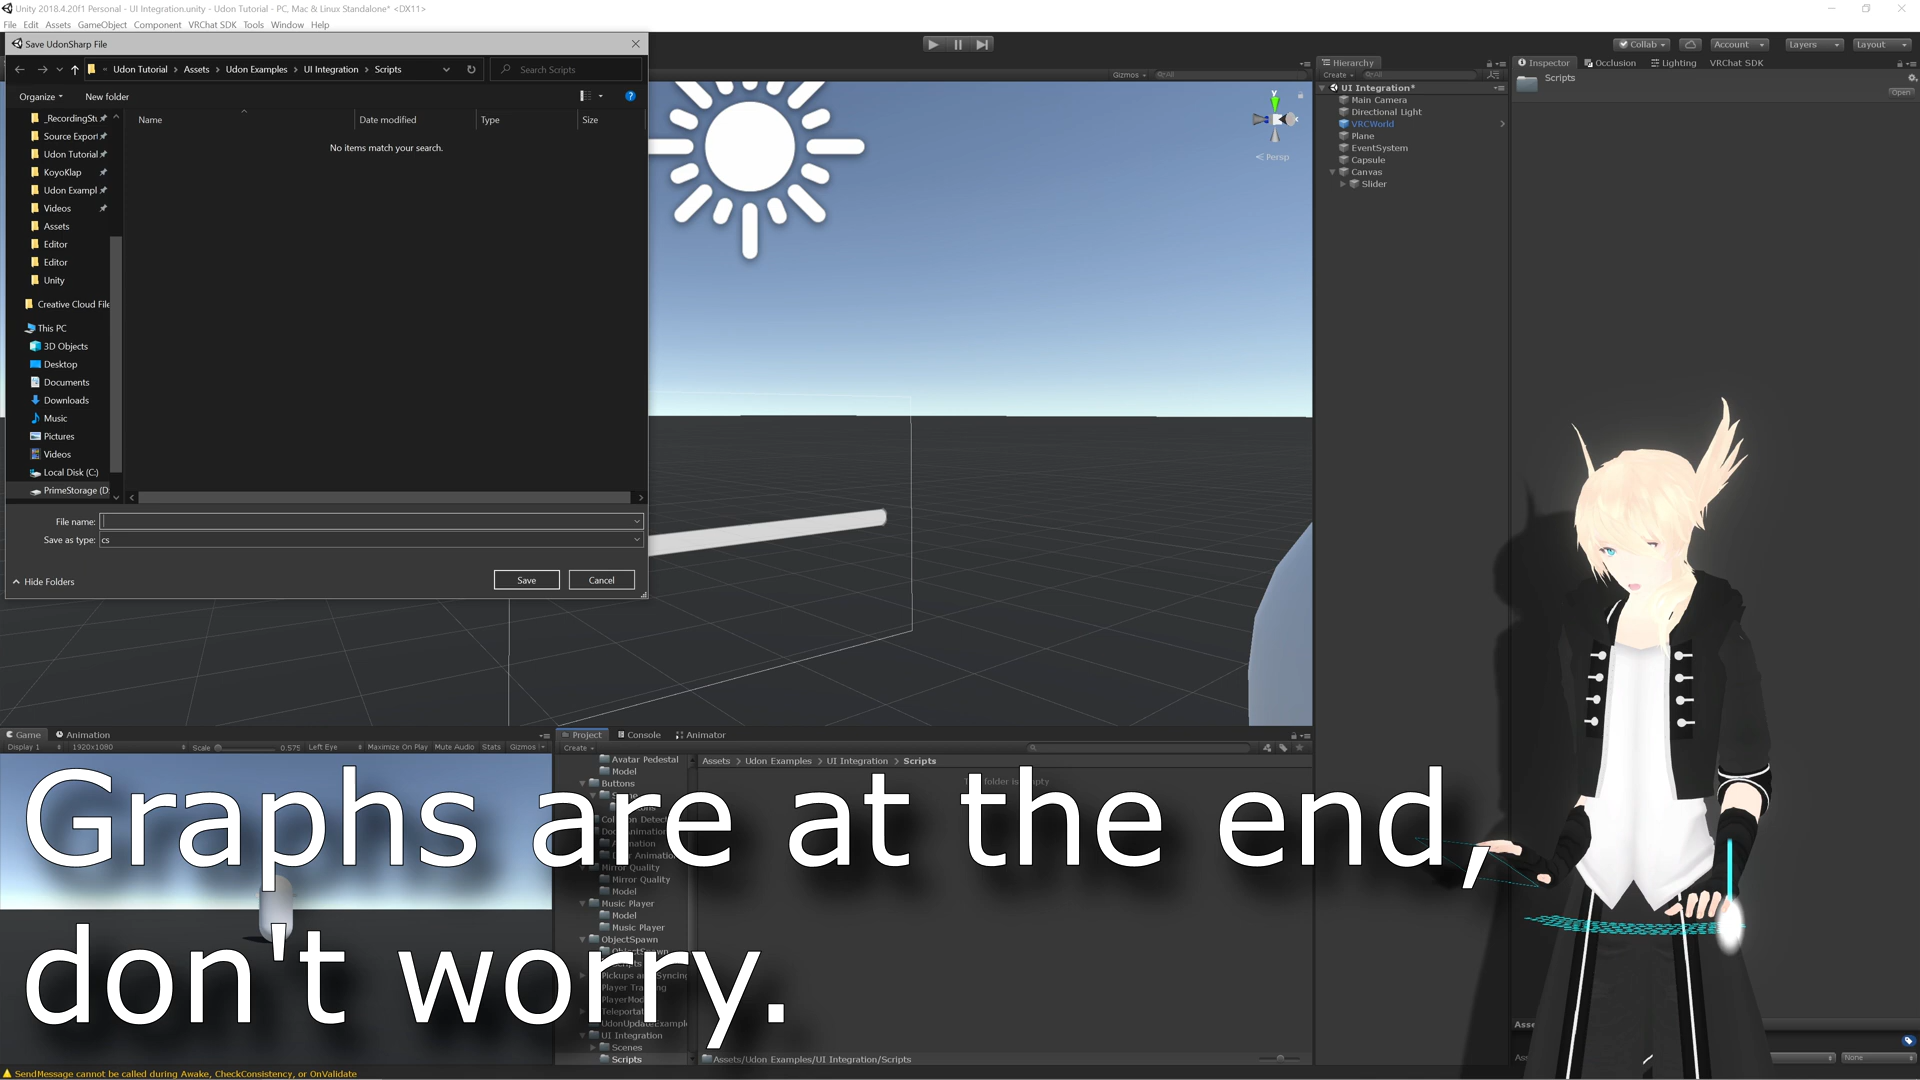 Unity 2018.4.20f1 Personal - UI Integration.unity - Udon Tutorial - PC, Mac & Linux Standalone* <DX11>
File Edit Assets GameObject Component VRChat SDK Tools Window Help
Save UdonSharp File
Udon Tutorial Assets Udon Examples UI Integration Scripts
Search Scripts
Organize New folder
Name Date modified Type Size
No items match your search.
_RecordingStu
Source Export
Udon Tutorial
KoyoKlap
Udon Exampl
Videos
Assets
Editor
Editor
Unity
Creative Cloud File
This PC
3D Objects
Desktop
Documents
Downloads
Music
Pictures
Videos
Local Disk (C:)
PrimeStorage (D:
File name:
Save as type: cs
Hide Folders
Save Cancel
Collab Account Layers Layout
Gizmos All
y
Persp
Hierarchy
Create All
UI Integration*
Main Camera
Directional Light
VRCWorld
Plane
EventSystem
Capsule
Canvas
Slider
Inspector Occlusion Lighting VRChat SDK
Scripts
Open
Game Animation
Display 1 1920x1080 Scale 0.575 Left Eye Maximize On Play Mute Audio Stats Gizmos
Project Console Animator
Create
Assets Udon Examples UI Integration Scripts
Avatar Pedestal
Model
Buttons
Mirror Quality
Mirror Quality
Model
Music Player
Model
Music Player
ObjectSpawn
Player Tracking
UI Integration
Scenes
Scripts
Assets/Udon Examples/UI Integration/Scripts
Graphs are at the end,
don't worry.
None
SendMessage cannot be called during Awake, CheckConsistency, or OnValidate